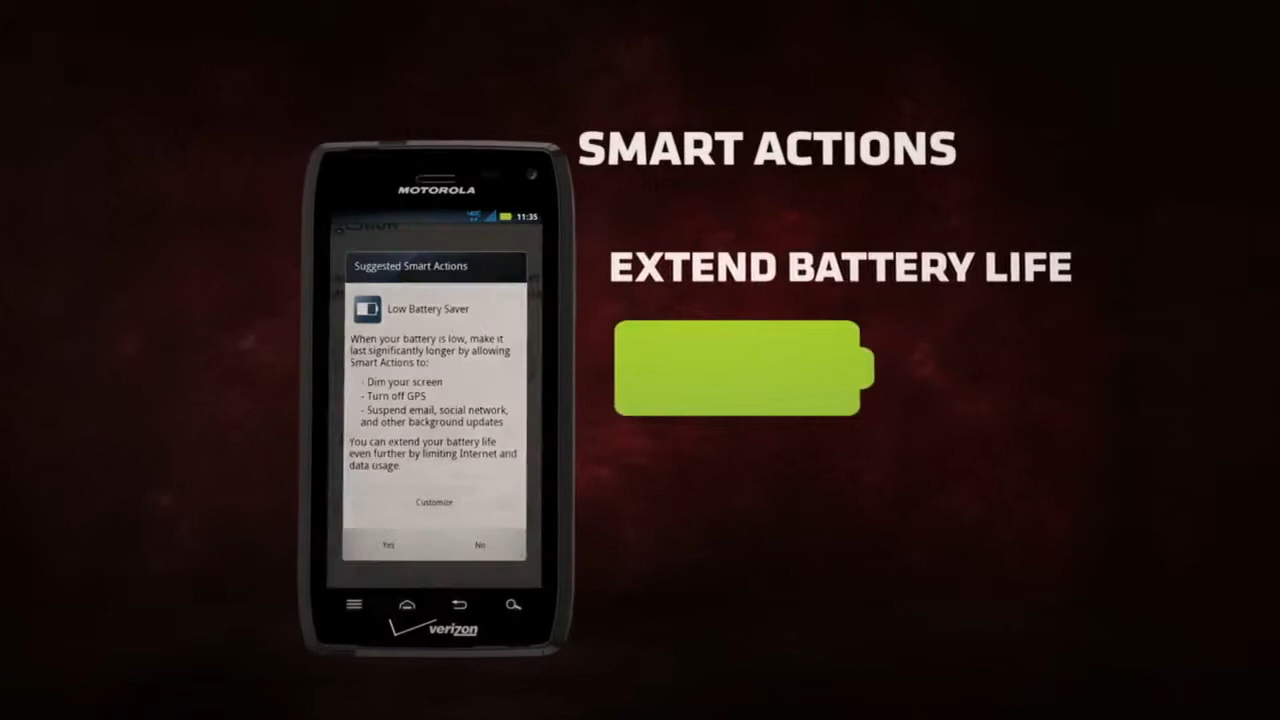 SMART ACTIONS
EXTEND BATTERY LIFE
MOTOROLA
11:35
Suggested Smart Actions
Low Battery Saver
When your battery is low, make it
last significantly longer by allowing
Smart Actions to:
- Dim your screen
- Turn off GPS
- Suspend email, social network,
and other background updates
You can extend your battery life
even further by limiting Internet and
data usage.
Customize
Yes No
verizon